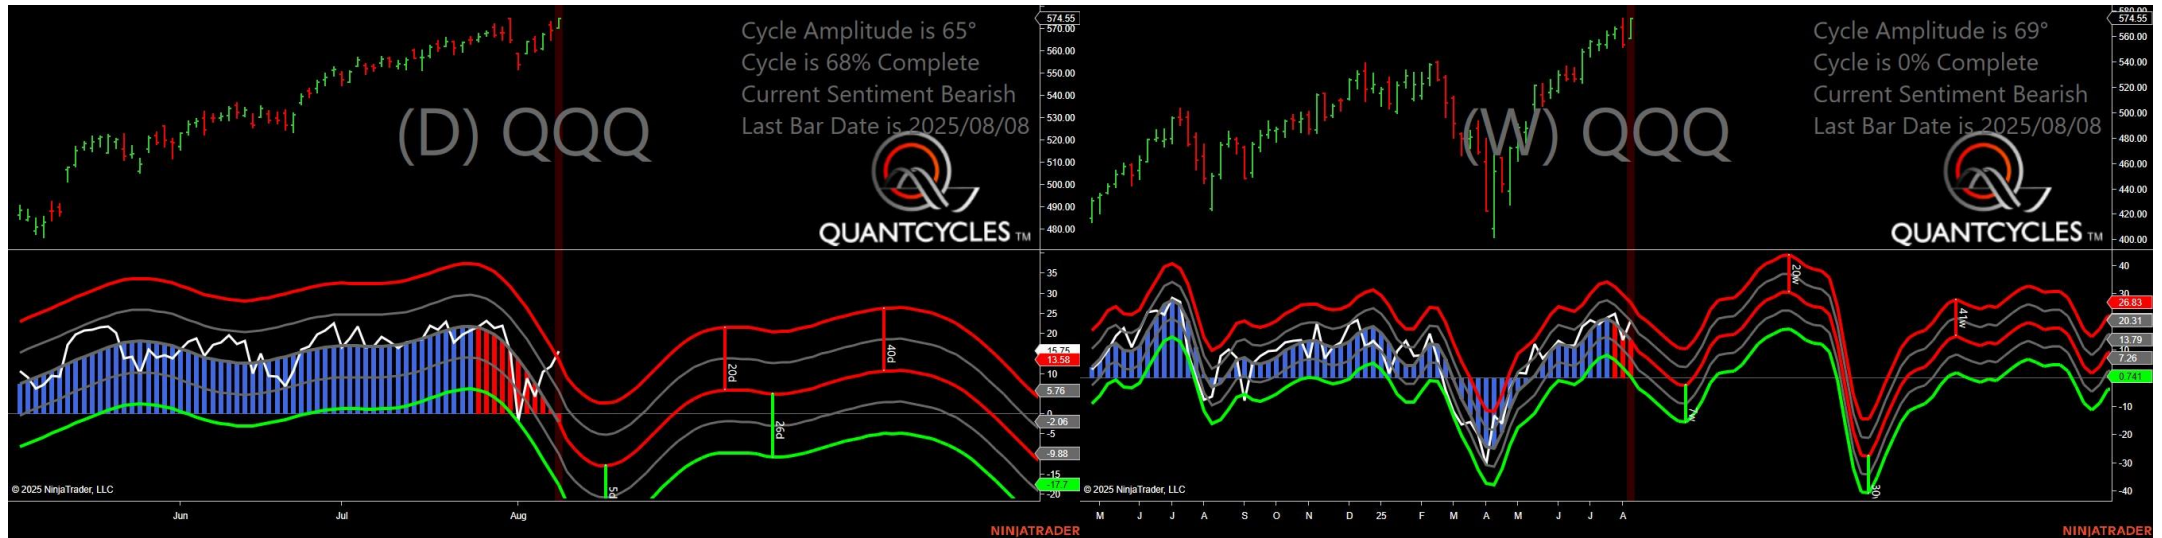 Cycle Amplitude is 65°
Cycle is 68% Complete
Current Sentiment Bearish
Last Bar Date is 2025/08/08
(D) QQQ
QUANTCYCLES TM
574.55
570.00
560.00
550.00
540.00
530.00
520.00
510.00
500.00
490.00
480.00
35
30
25
20
15.75
13.58
10
5.76
0
-2.06
-5
-9.88
-15
-17.7
-20
5d
20d
26d
40d
© 2025 NinjaTrader, LLC
Jun
Jul
Aug
NINJATRADER
Cycle Amplitude is 69°
Cycle is 0% Complete
Current Sentiment Bearish
Last Bar Date is 2025/08/08
(W) QQQ
QUANTCYCLES TM
580.00
574.55
560.00
540.00
520.00
500.00
480.00
460.00
440.00
420.00
400.00
40
30
26.83
20.31
13.79
10
7.26
0.741
-10
-20
-30
-40
7w
20w
30w
41w
© 2025 NinjaTrader, LLC
M
J
J
A
S
O
N
D
25
F
M
A
M
J
J
A
NINJATRADER